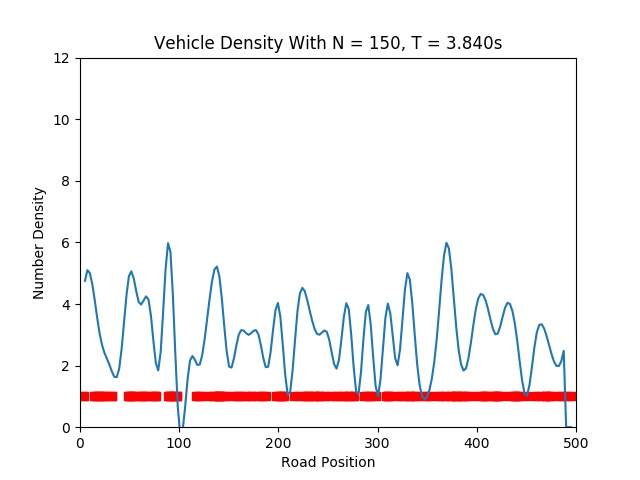 Vehicle Density With N = 150, T = 3.840s
12
10
8
6
4
2
0
Number Density
0 100 200 300 400 500
Road Position